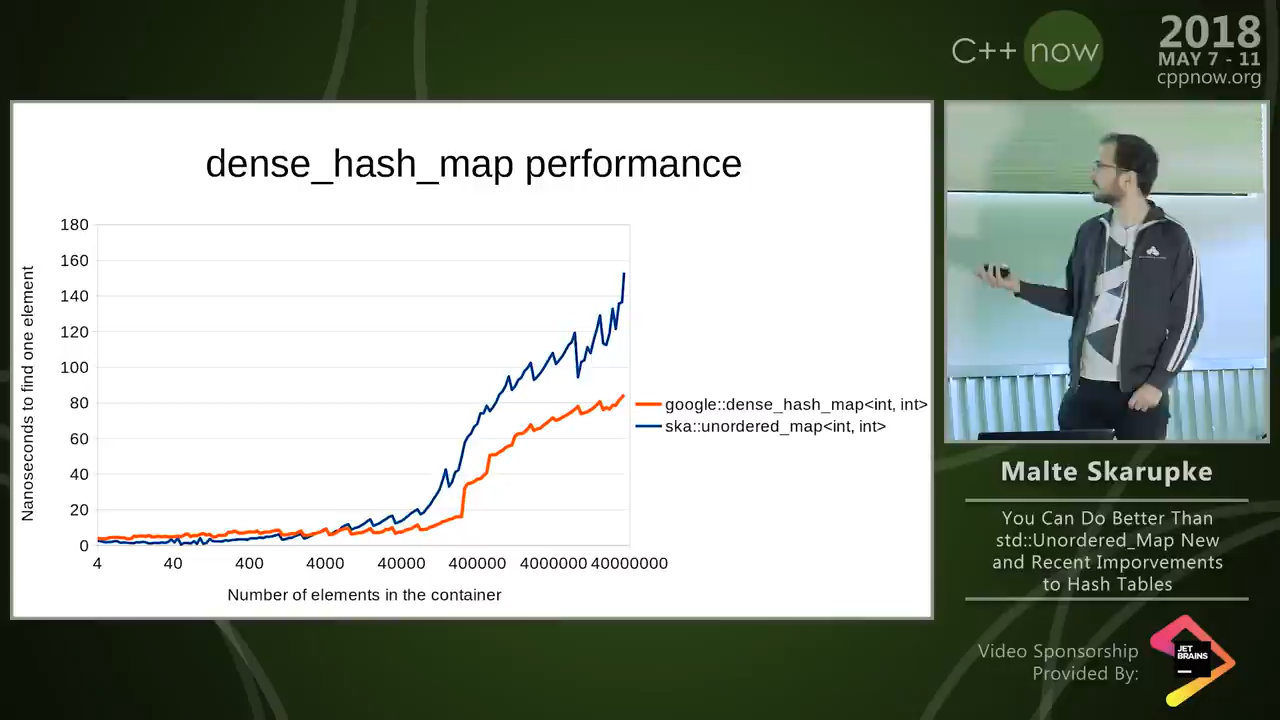 C++ now
2018
MAY 7 - 11
cppnow.org
dense_hash_map performance
Nanoseconds to find one element
180
160
140
120
100
80
60
40
20
0
4 40 400 4000 40000 400000 4000000 40000000
Number of elements in the container
google::dense_hash_map<int, int>
ska::unordered_map<int, int>
Malte Skarupke
You Can Do Better Than
std::Unordered_Map New
and Recent Imporvements
to Hash Tables
Video Sponsorship
Provided By:
JET
BRAINS